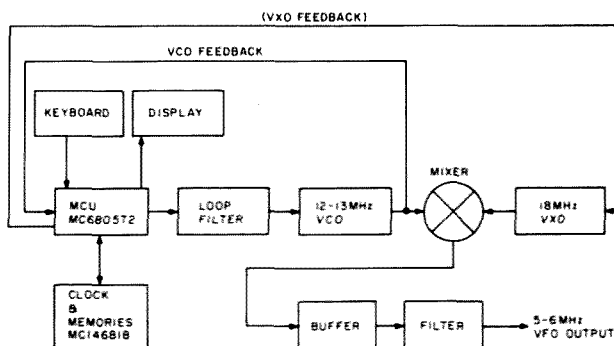 (VXO FEEDBACK)
VCO FEEDBACK
KEYBOARD
DISPLAY
MIXER
MCU
MC6805T2
LOOP
FILTER
12-13MHz
VCO
18MHz
VXO
CLOCK
&
MEMORIES
MC146818
BUFFER
FILTER
5-6MHz
VFO OUTPUT